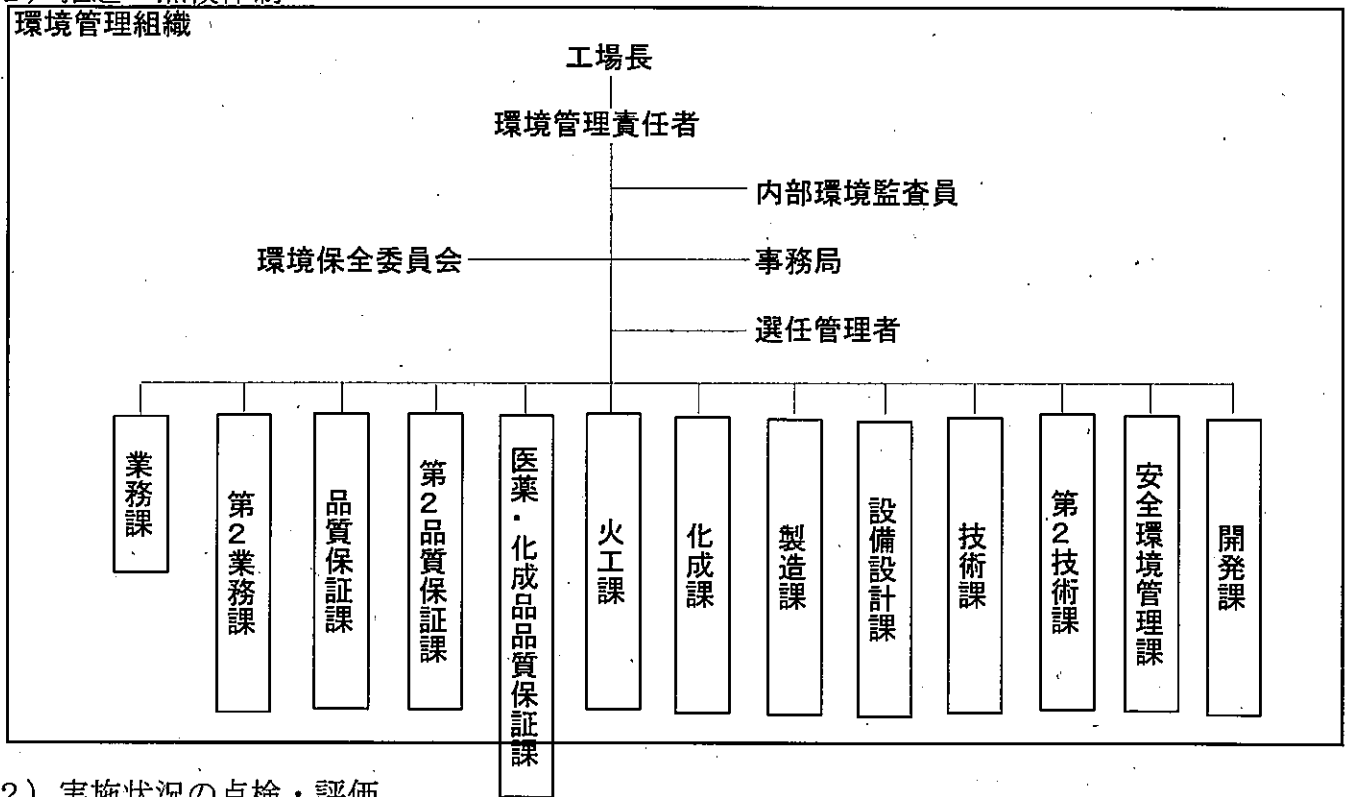 環境管理組織
工場長
環境管理責任者
内部環境監査員
環境保全委員会
事務局
選任管理者
業務課
第2業務課
品質保証課
第2品質保証課
医薬・化成品品質保証課
火工課
化成課
製造課
設備設計課
技術課
第2技術課
安全環境管理課
開発課
2) 実施状況の点検・評価